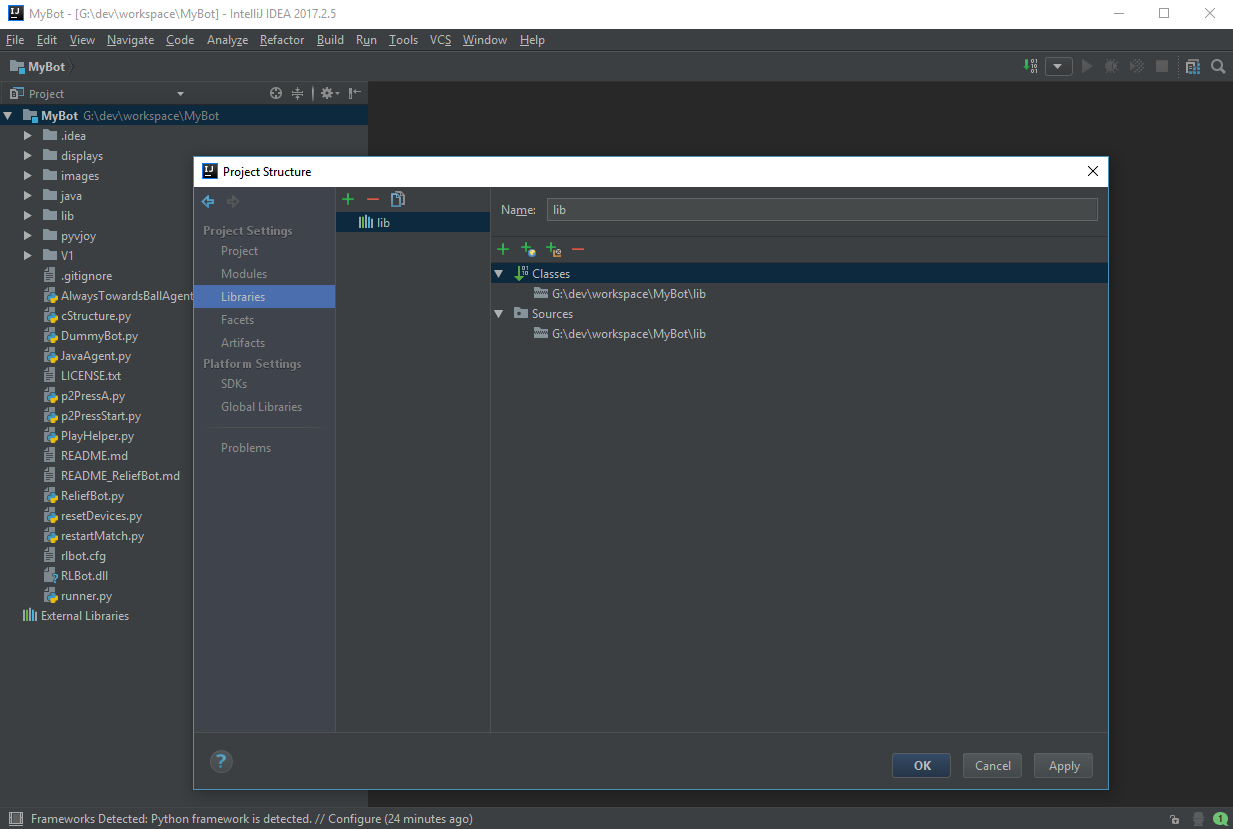 MyBot - [G:\dev\workspace\MyBot] - IntelliJ IDEA 2017.2.5
File Edit View Navigate Code Analyze Refactor Build Run Tools VCS Window Help
MyBot
Project
MyBot G:\dev\workspace\MyBot
.idea
displays
images
java
lib
pyvjoy
V1
.gitignore
AlwaysTowardsBallAgent
cStructure.py
DummyBot.py
JavaAgent.py
LICENSE.txt
p2PressA.py
p2PressStart.py
PlayHelper.py
README.md
README_ReliefBot.md
ReliefBot.py
resetDevices.py
restartMatch.py
rlbot.cfg
RLBot.dll
runner.py
External Libraries
Project Structure
Project Settings
Project
Modules
Libraries
Facets
Artifacts
Platform Settings
SDKs
Global Libraries
Problems
lib
Name: lib
Classes
G:\dev\workspace\MyBot\lib
Sources
G:\dev\workspace\MyBot\lib
?
OK Cancel Apply
Frameworks Detected: Python framework is detected. // Configure (24 minutes ago)
1